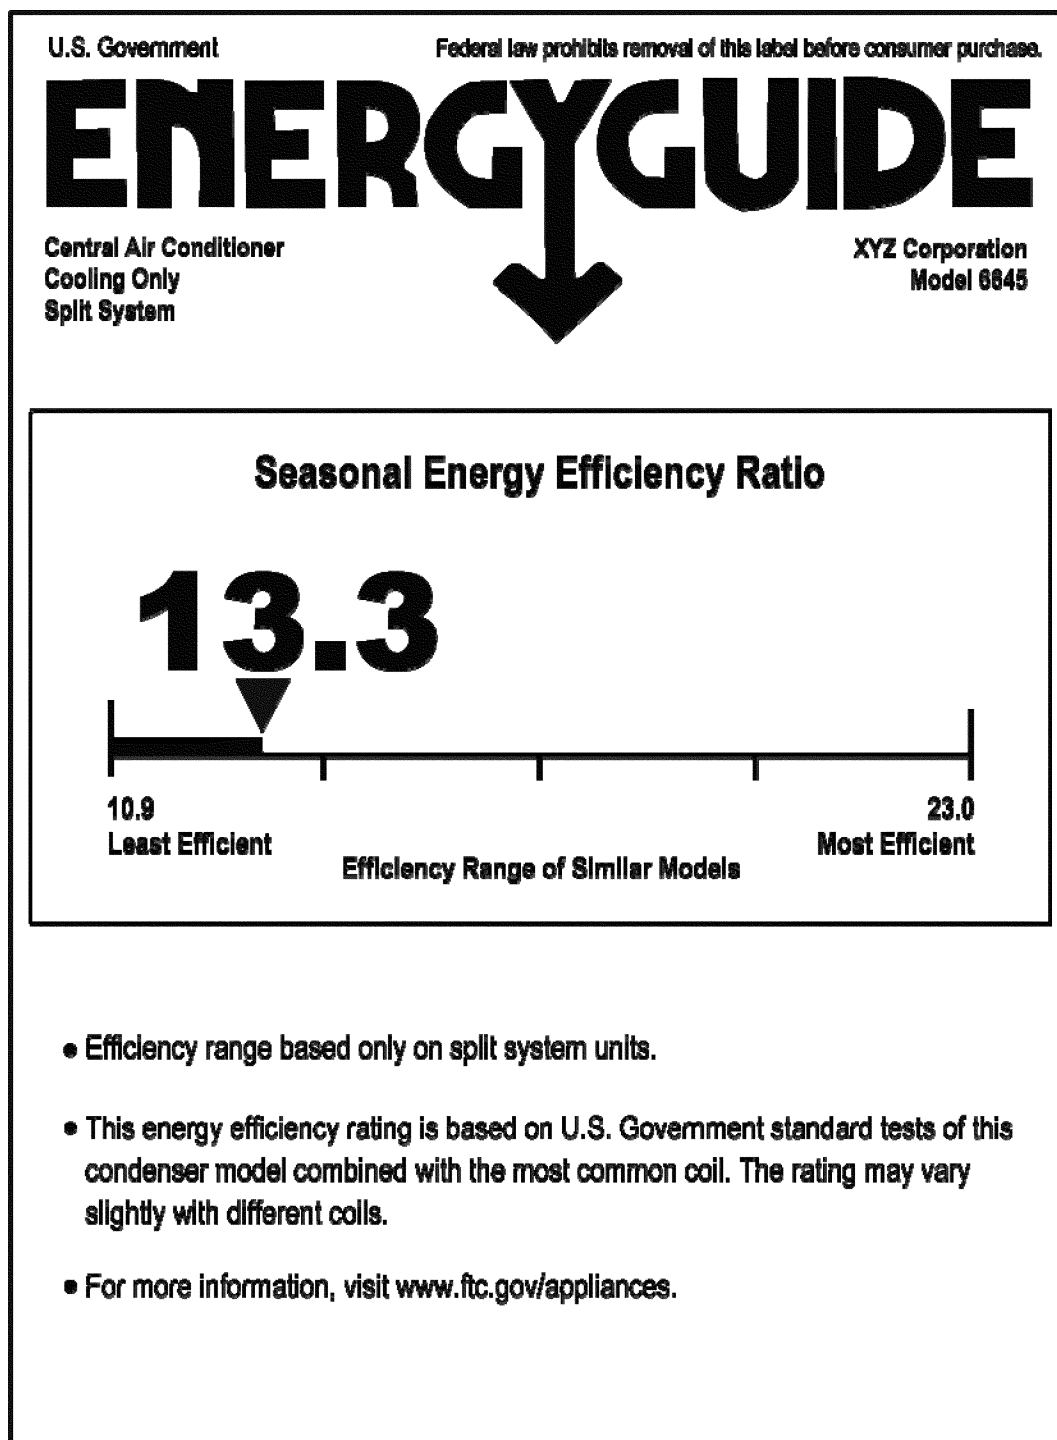 U.S. Government
Federal law prohibits removal of this label before consumer purchase.
ENERGYGUIDE
Central Air Conditioner
Cooling Only
Split System
XYZ Corporation
Model 6645
Seasonal Energy Efficiency Ratio
13.3
10.9
Least Efficient
23.0
Most Efficient
Efficiency Range of Similar Models
• Efficiency range based only on split system units.
• This energy efficiency rating is based on U.S. Government standard tests of this
condenser model combined with the most common coil. The rating may vary
slightly with different coils.
• For more information, visit www.ftc.gov/appliances.